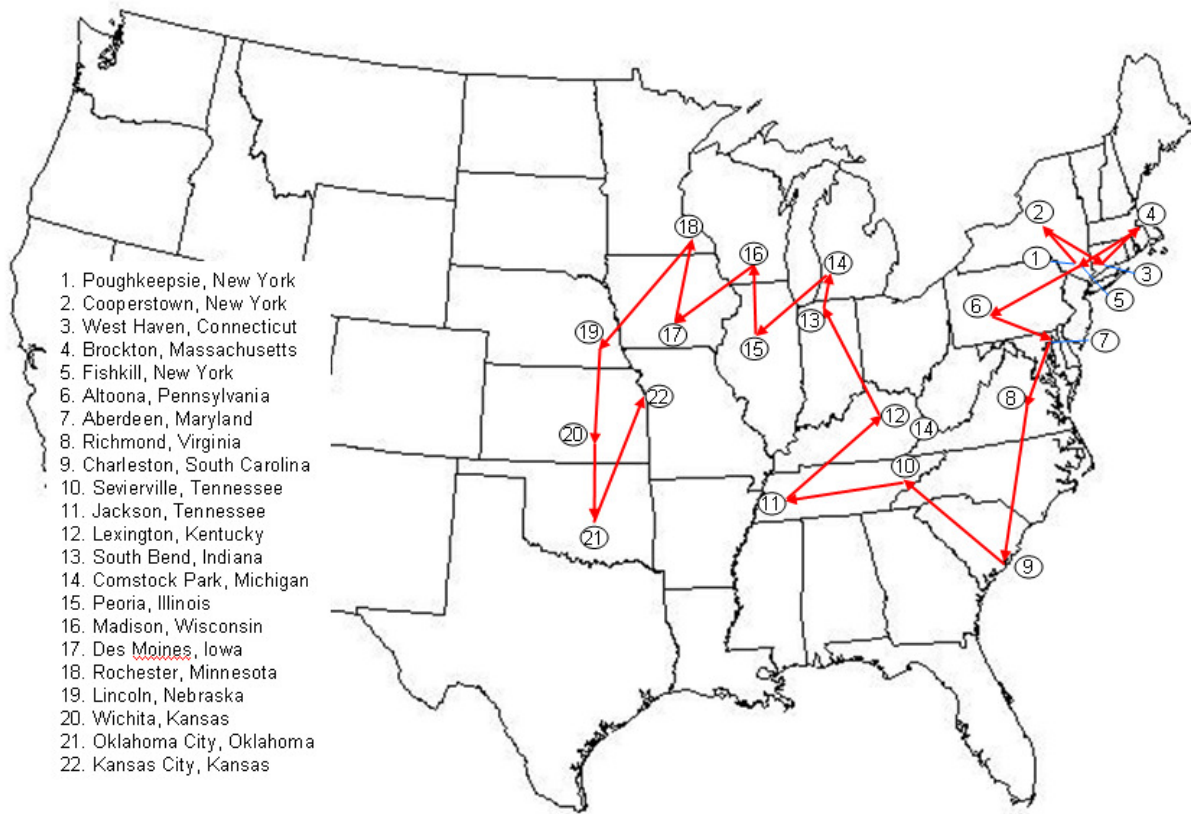 1. Poughkeepsie, New York
2. Cooperstown, New York
3. West Haven, Connecticut
4. Brockton, Massachusetts
5. Fishkill, New York
6. Altoona, Pennsylvania
7. Aberdeen, Maryland
8. Richmond, Virginia
9. Charleston, South Carolina
10. Sevierville, Tennessee
11. Jackson, Tennessee
12. Lexington, Kentucky
13. South Bend, Indiana
14. Comstock Park, Michigan
15. Peoria, Illinois
16. Madison, Wisconsin
17. Des Moines, Iowa
18. Rochester, Minnesota
19. Lincoln, Nebraska
20. Wichita, Kansas
21. Oklahoma City, Oklahoma
22. Kansas City, Kansas
2
4
18
16
14
1
3
5
6
13
19
17
15
7
22
8
12
14
20
10
11
21
9